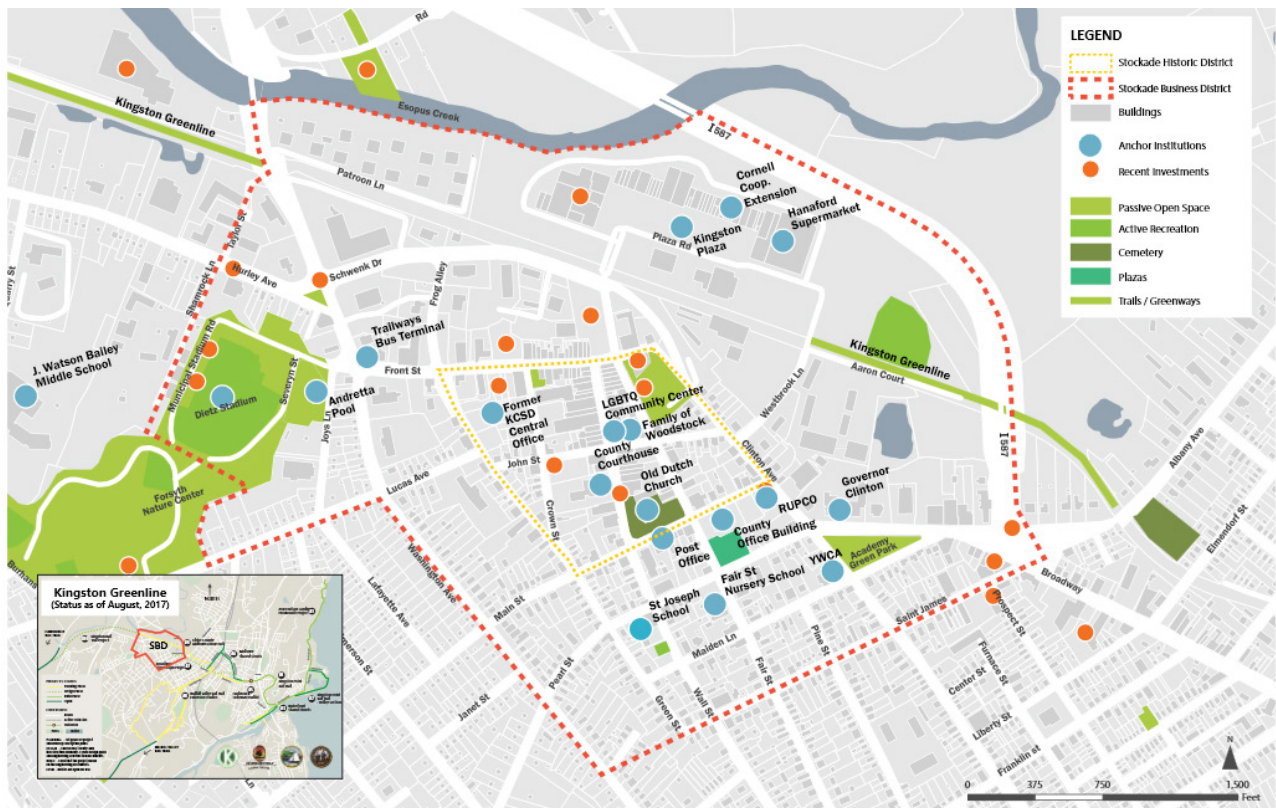 LEGEND
Stockade Historic District
Stockade Business District
Buildings
Anchor Institutions
Recent Investments
Passive Open Space
Active Recreation
Cemetery
Plazas
Trails / Greenways
Rd
Kingston Greenline
Esopus Creek
I 587
Patroon Ln
Cornell
Coop.
Extension
Hanaford
Supermarket
Kingston
Plaza
Plaza Rd
Taylor St
Hurley Ave
Shamrock Ln
Schwenk Dr
Frog Alley
Trailways
Bus Terminal
Front St
J. Watson Bailey
Middle School
Municipal Stadium Rd
Dietz Stadium
Severyn St
Andretta
Pool
Joys Ln
Kingston Greenline
Aaron Court
Westbrook Ln
I 587
Albany Ave
Elmendorf St
Former
KCSD
Central
Office
LGBTQ
Community Center
Family of
Woodstock
County
Courthouse
John St
Crown St
Old Dutch
Church
Clinton Ave
Lucas Ave
Forsyth
Nature Center
Washington Ave
Lafayette Ave
RUPCO
Governor
Clinton
County
Office Building
Post
Office
Fair St
Nursery School
YWCA
Academy
Green Park
St Joseph
School
Main St
Maiden Ln
Saint James
Broadway
Prospect St
Pearl St
Janet St
Green St
Wall St
Fair St
Pine St
Furnace St
Center St
Liberty St
Franklin st
Ln
Kingston Greenline
(Status as of August, 2017)
NORTH
SBD
N
0 375 750 1,500
Feet